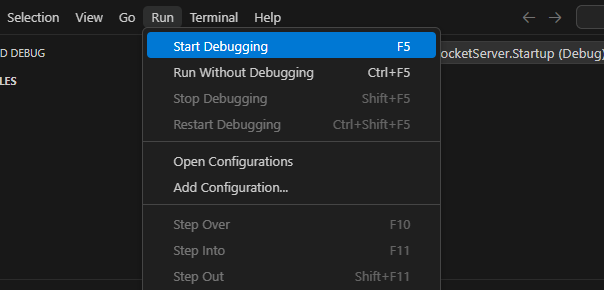 Selection View Go Run Terminal Help
Start Debugging F5
D DEBUG ocketServer.Startup (Debug)
Run Without Debugging Ctrl+F5
LES
Stop Debugging Shift+F5
Restart Debugging Ctrl+Shift+F5
Open Configurations
Add Configuration...
Step Over F10
Step Into F11
Step Out Shift+F11